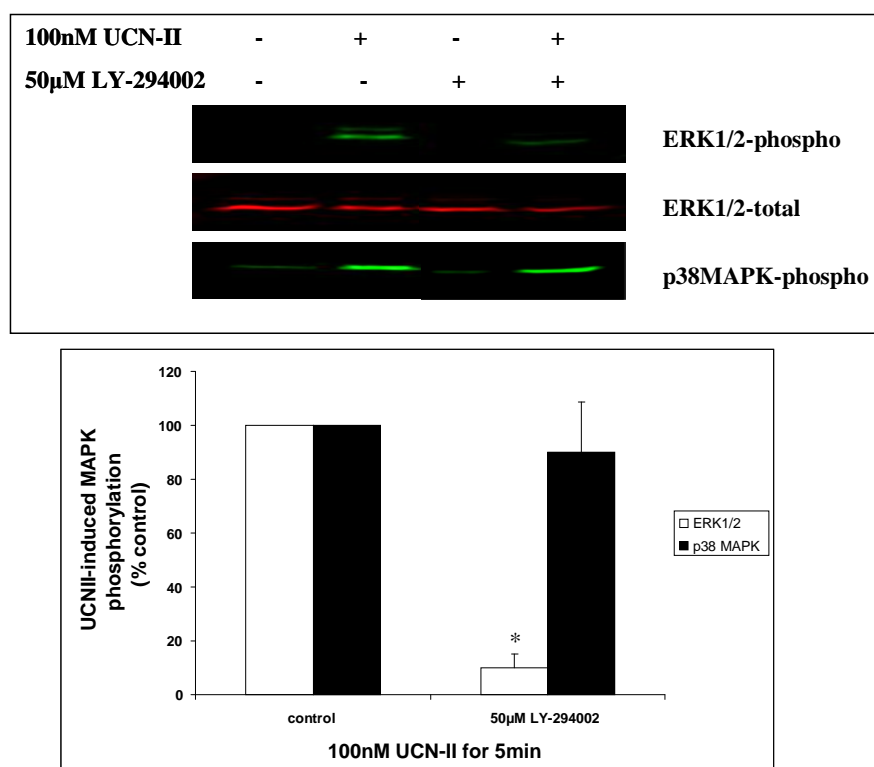 100nM UCN-II - + - +
50µM LY-294002 - - + +
ERK1/2-phospho
ERK1/2-total
p38MAPK-phospho
120
100
80
60
40
20
0
UCNII-induced MAPK
phosphorylation
(% control)
*
ERK1/2
p38 MAPK
control 50µM LY-294002
100nM UCN-II for 5min